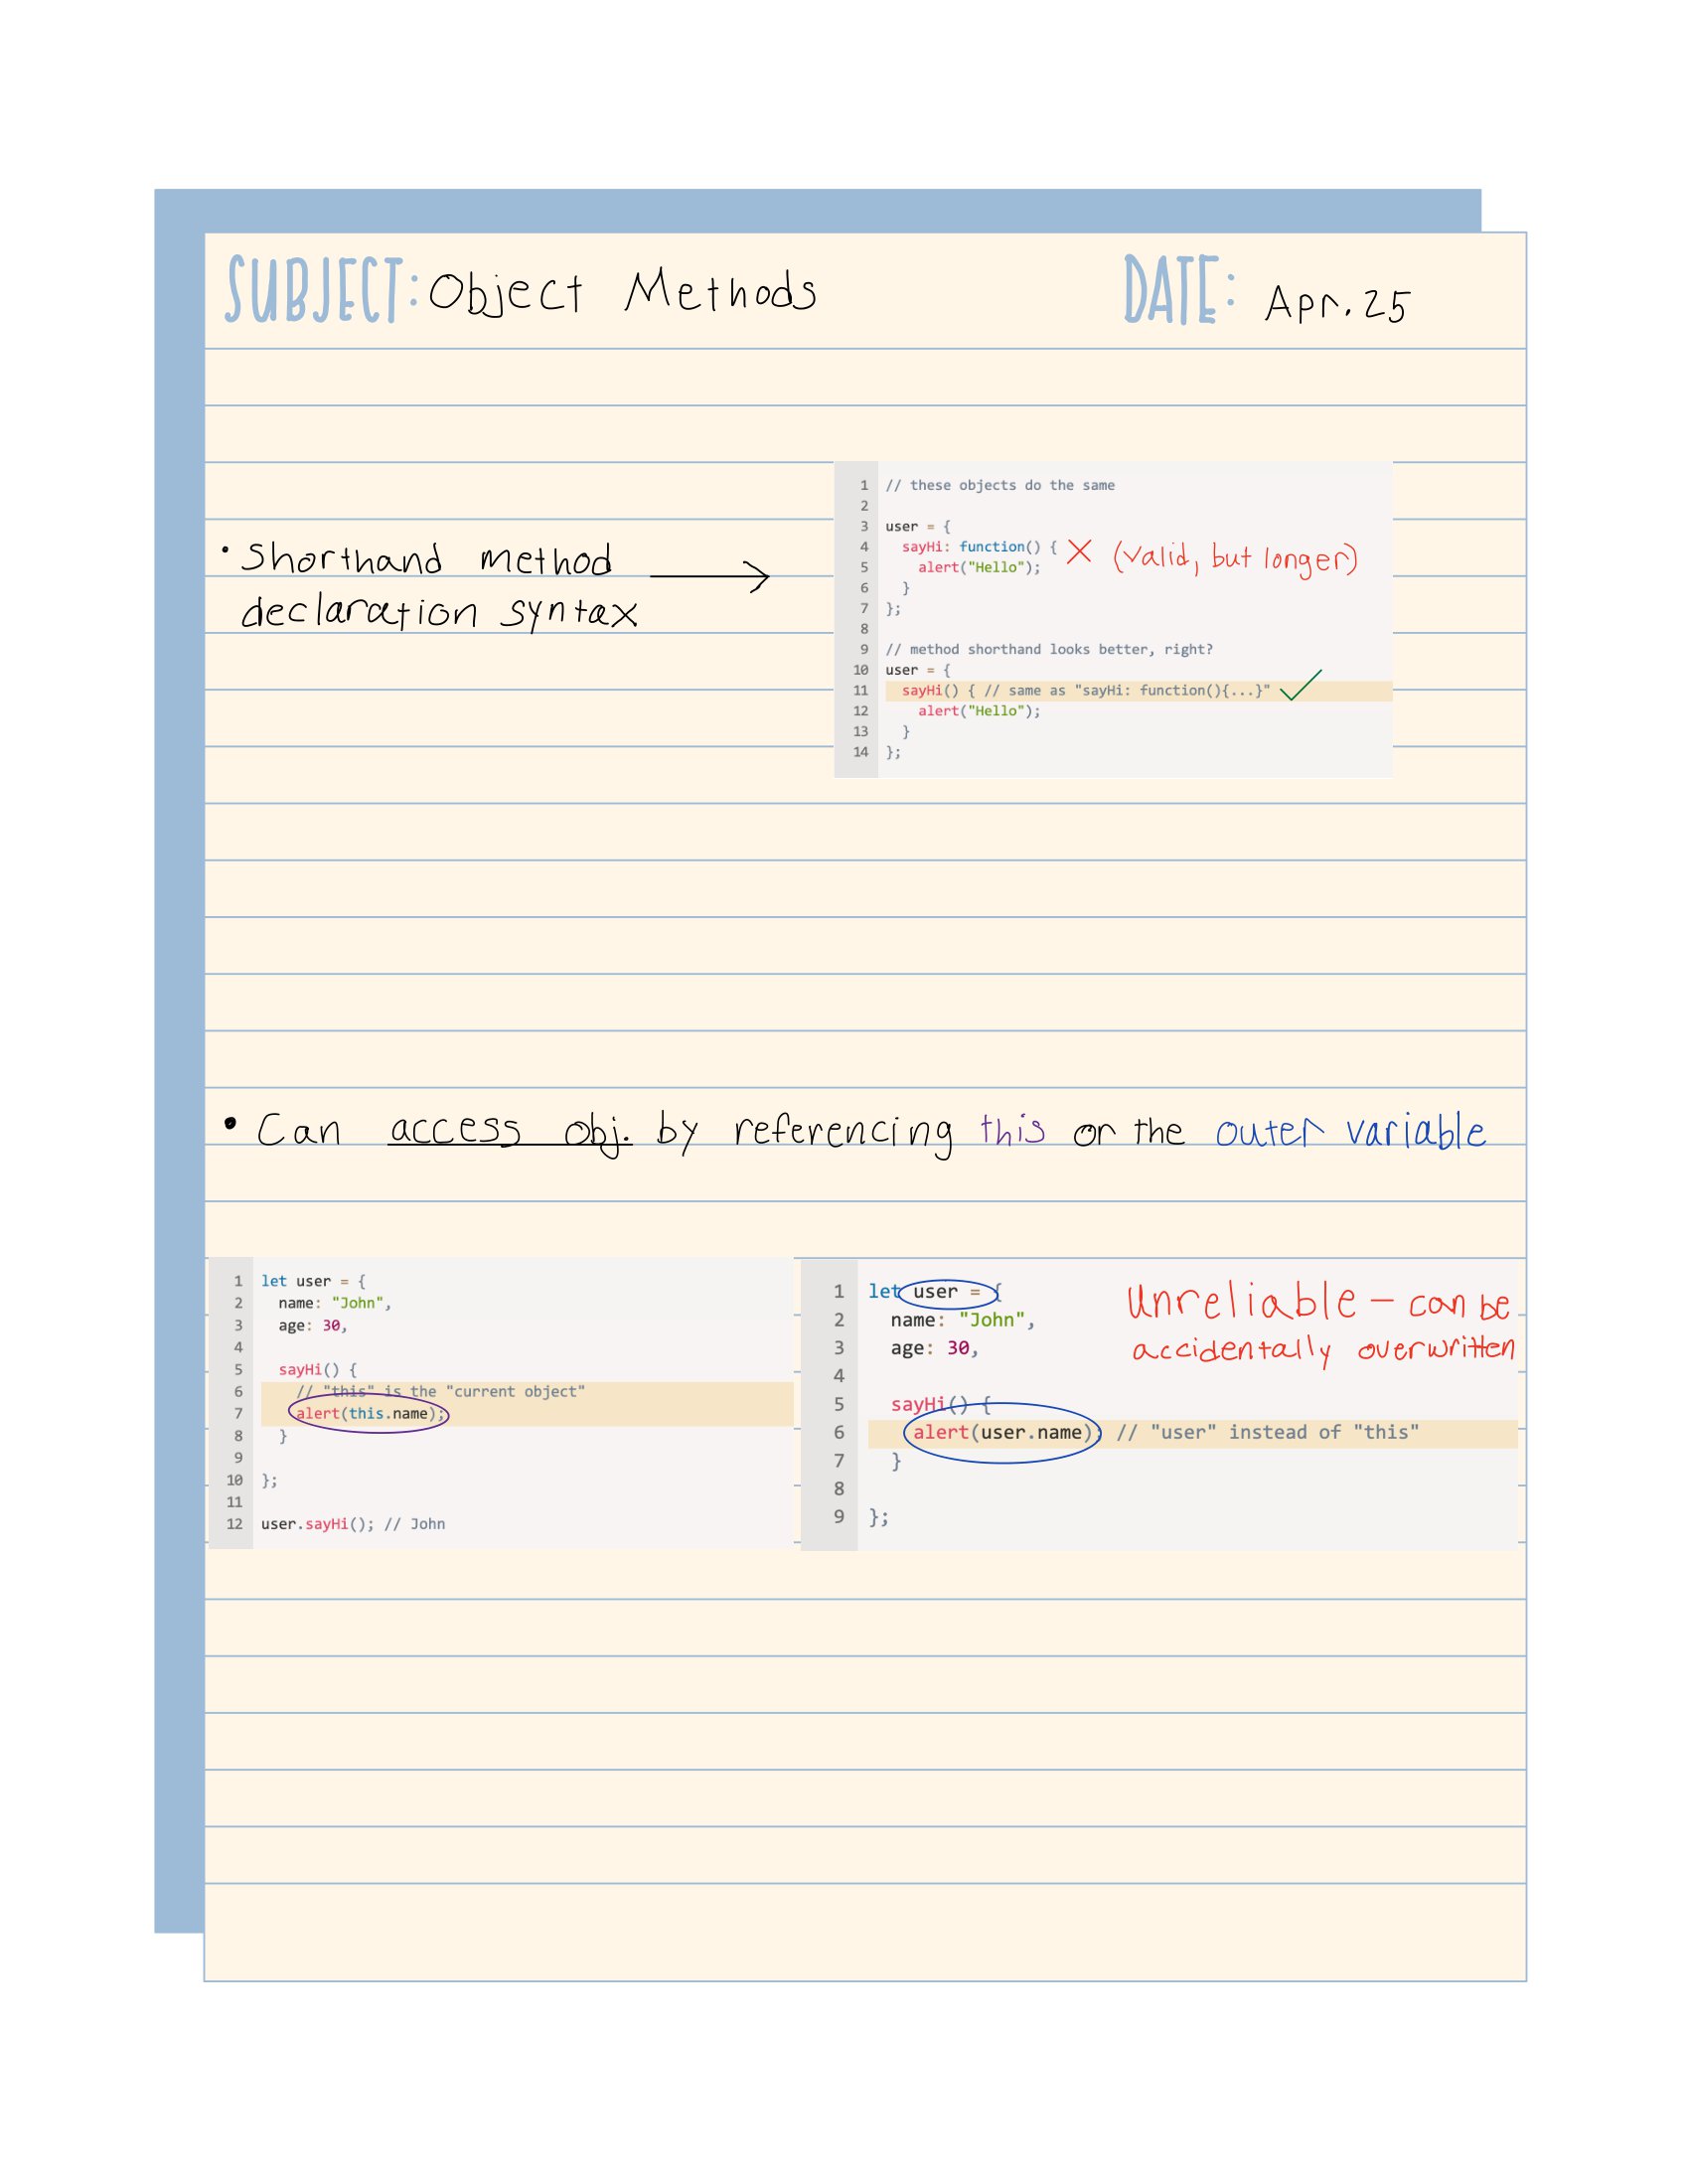 SUBJECT: Object Methods DATE: Apr. 25
1 // these objects do the same
2
3 user = {
4 sayHi: function() { X (valid, but longer)
5 alert("Hello");
6 }
7 };
8
9 // method shorthand looks better, right?
10 user = {
11 sayHi() { // same as "sayHi: function(){...}" ✓
12 alert("Hello");
13 }
14 };
• Shorthand method →
declaration syntax
• Can access obj. by referencing this or the outer variable
1 let user = {
2 name: "John",
3 age: 30,
4
5 sayHi() {
6 // "this" is the "current object"
7 alert(this.name);
8 }
9
10 };
11
12 user.sayHi(); // John
1 let user = {
2 name: "John",
3 age: 30,
4
5 sayHi() {
6 alert(user.name); // "user" instead of "this"
7 }
8
9 };
Unreliable – can be
accidentally overwritten